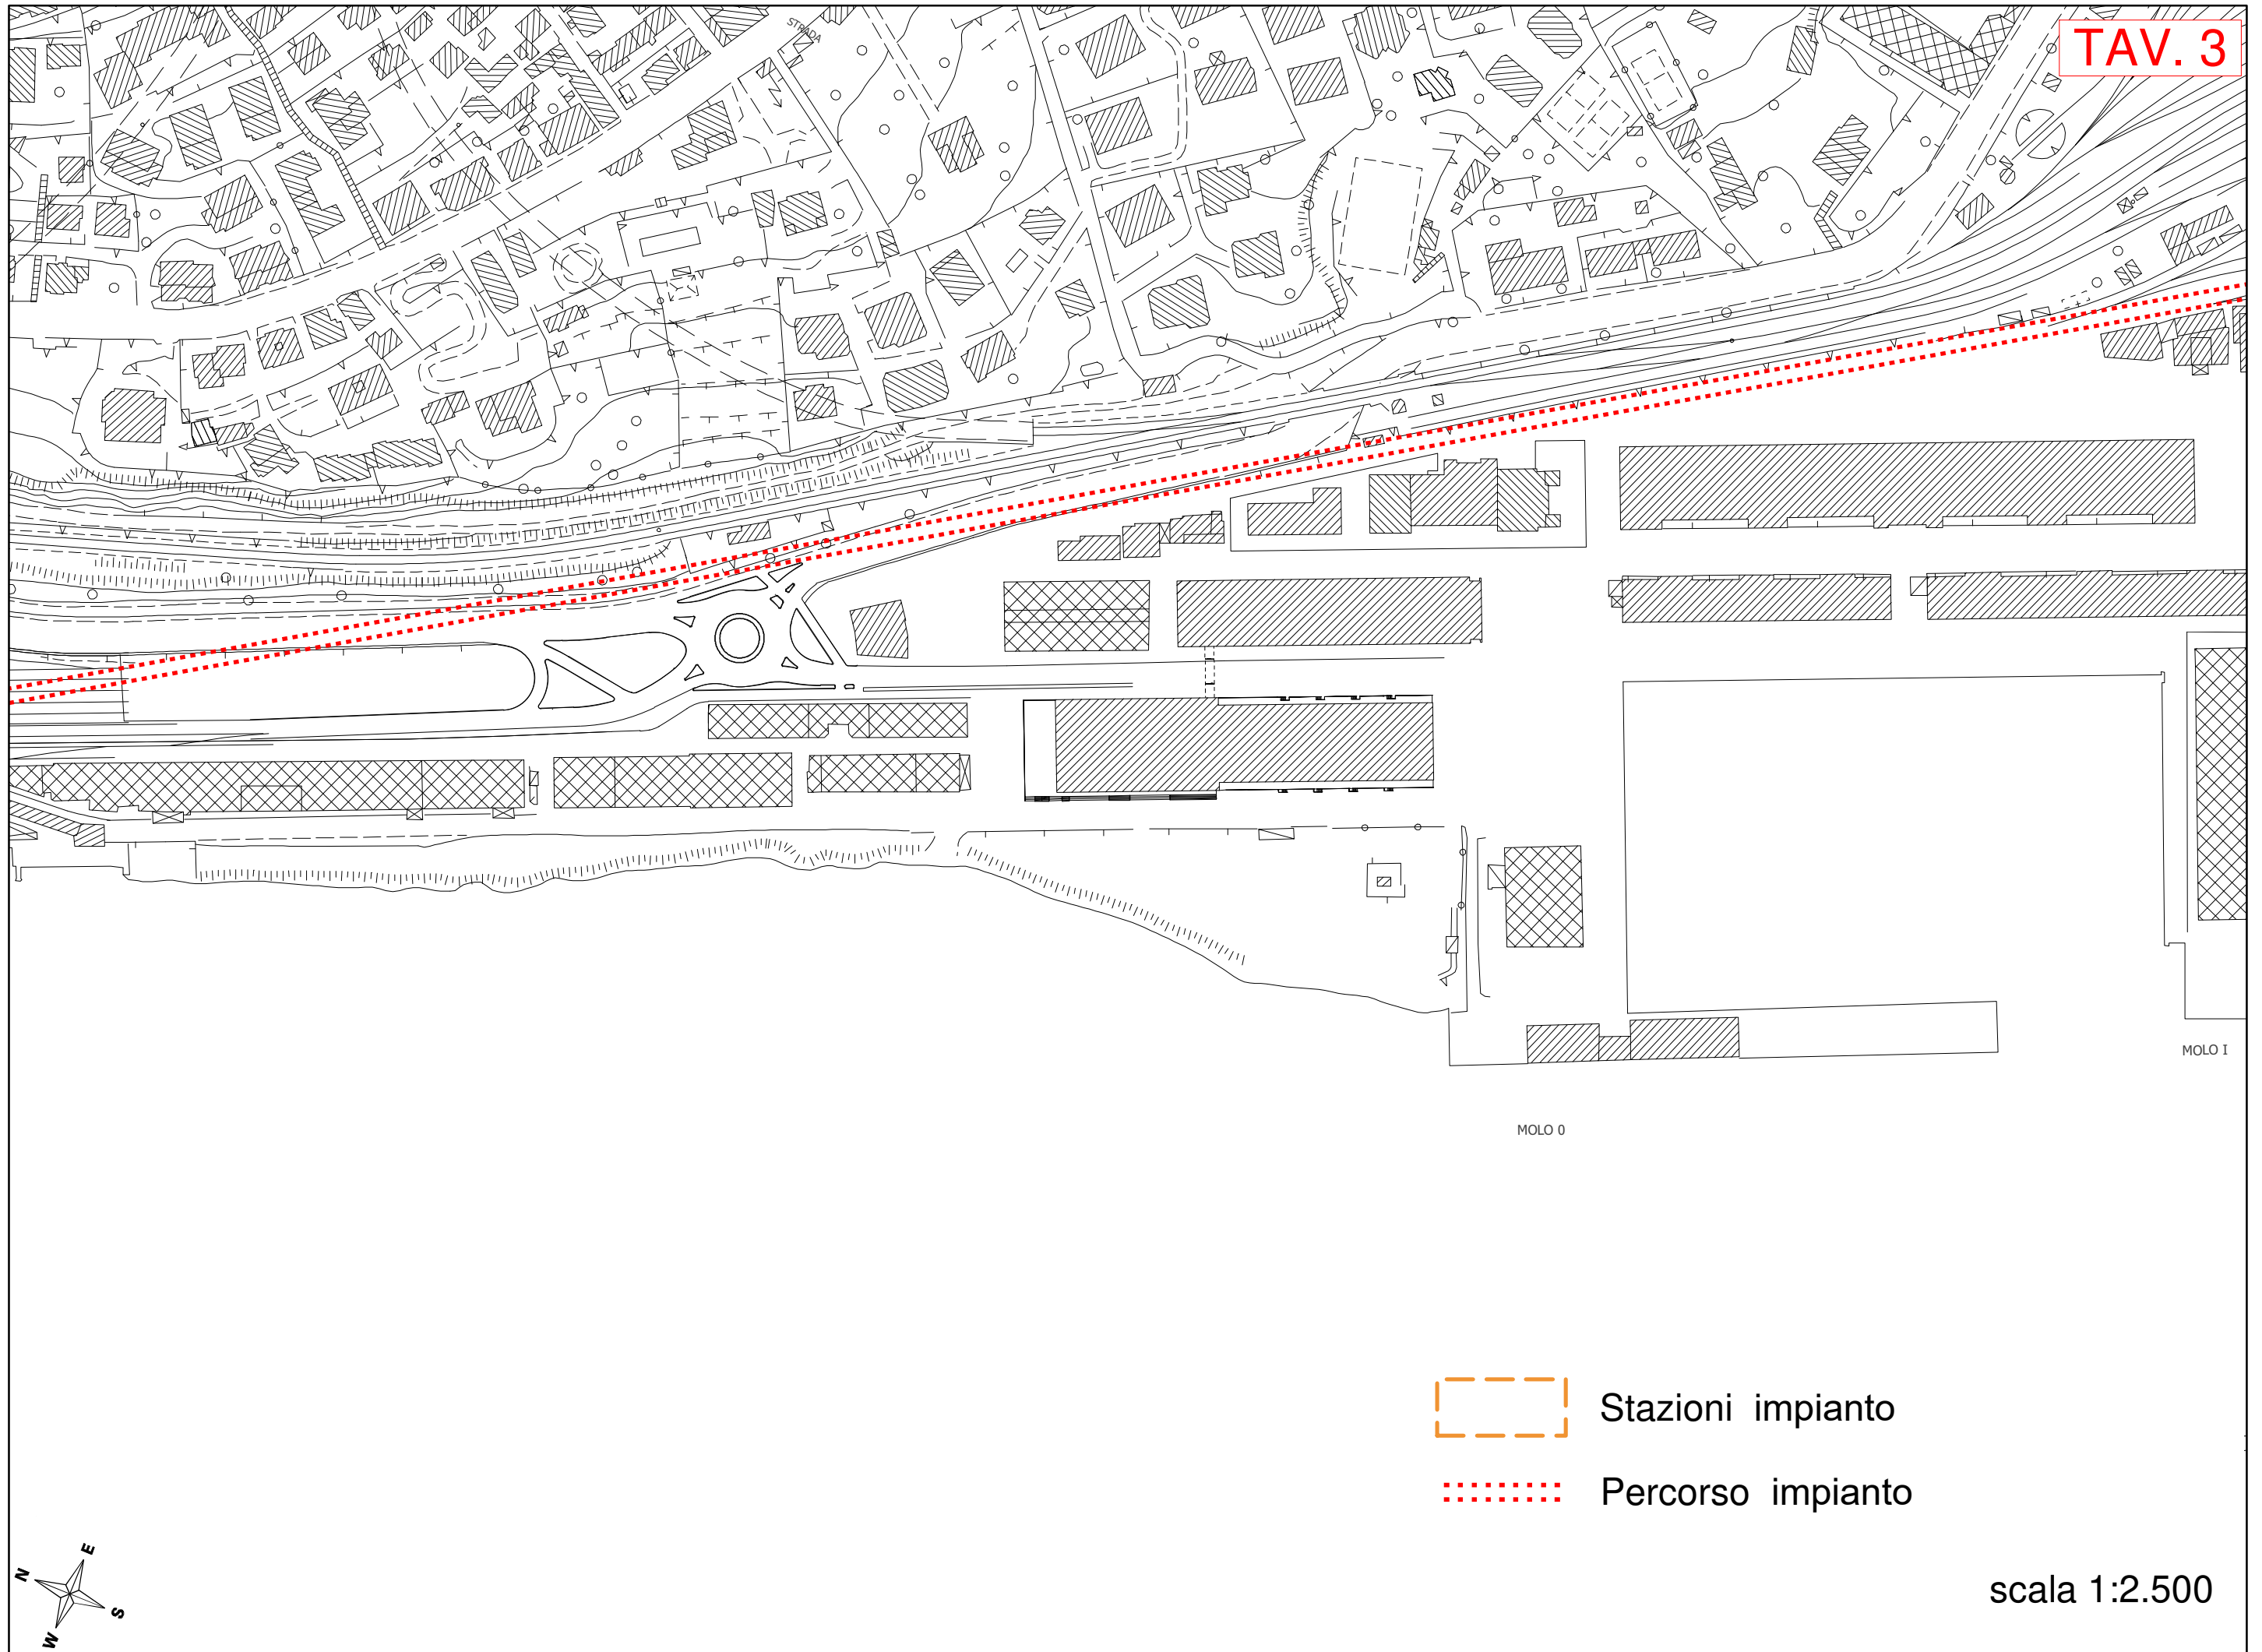 STRADA
TAV. 3
MOLO I
MOLO 0
Stazioni impianto
Percorso impianto
N
E
S
W
scala 1:2.500